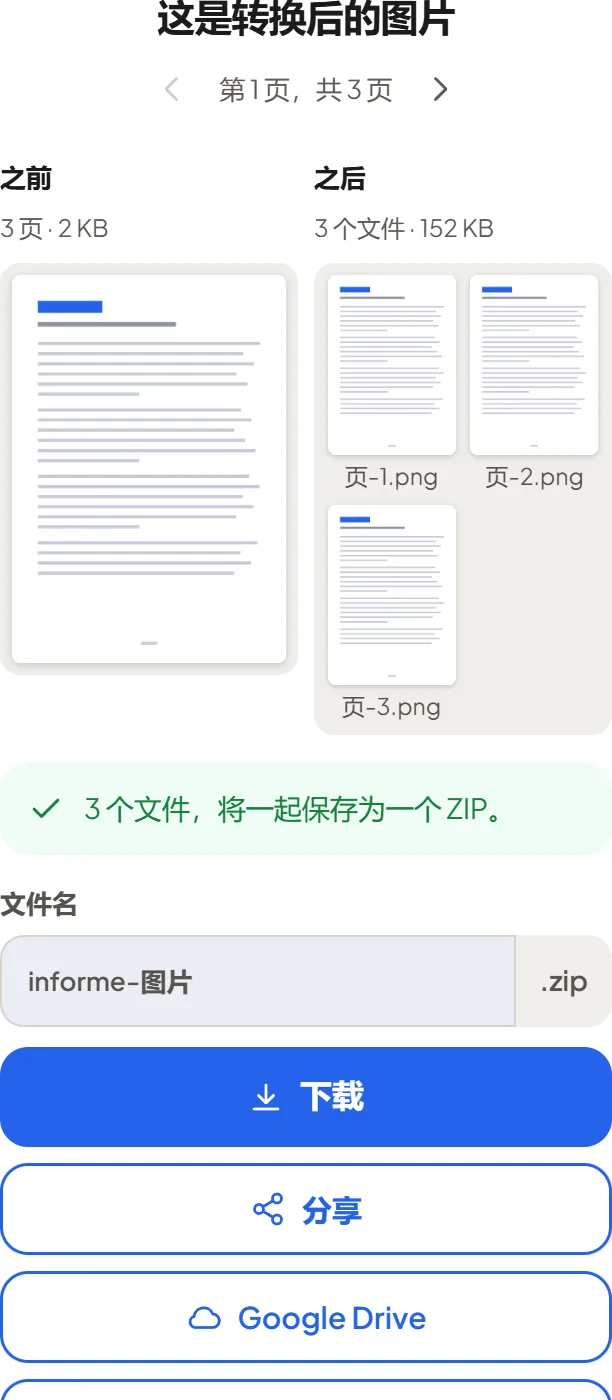 这是转换后的图片
第1页，共3页
之前
3 页 · 2 KB
之后
3 个文件 · 152 KB
页-1.png
页-2.png
页-3.png
3 个文件，将一起保存为一个 ZIP。
文件名
informe-图片
.zip
下载
分享
Google Drive